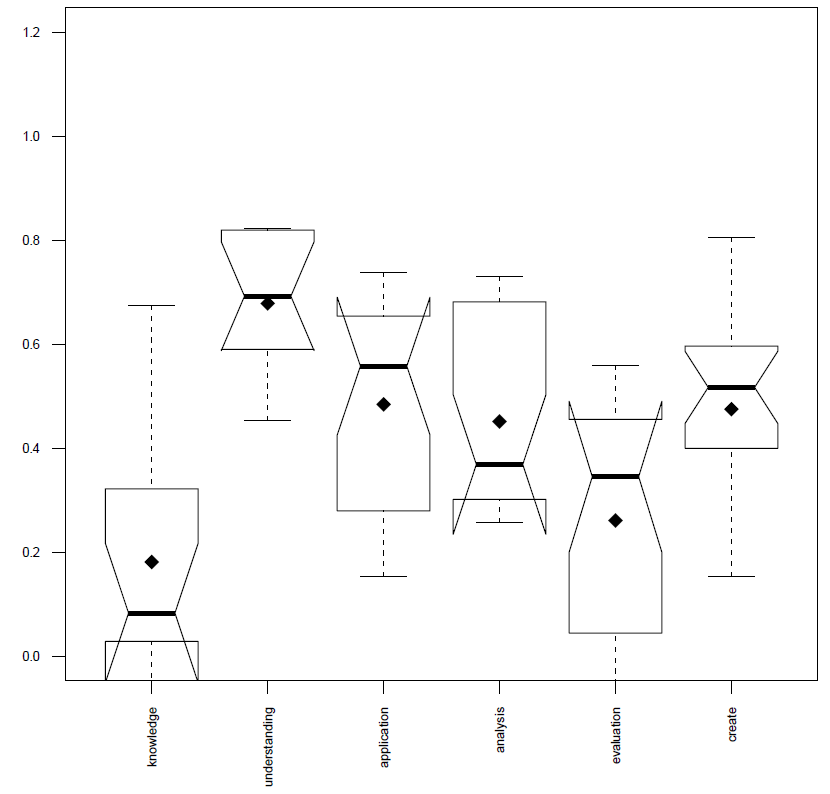 1.2
1.0
0.8
0.6
0.4
0.2
0.0
knowledge
understanding
application
analysis
evaluation
create